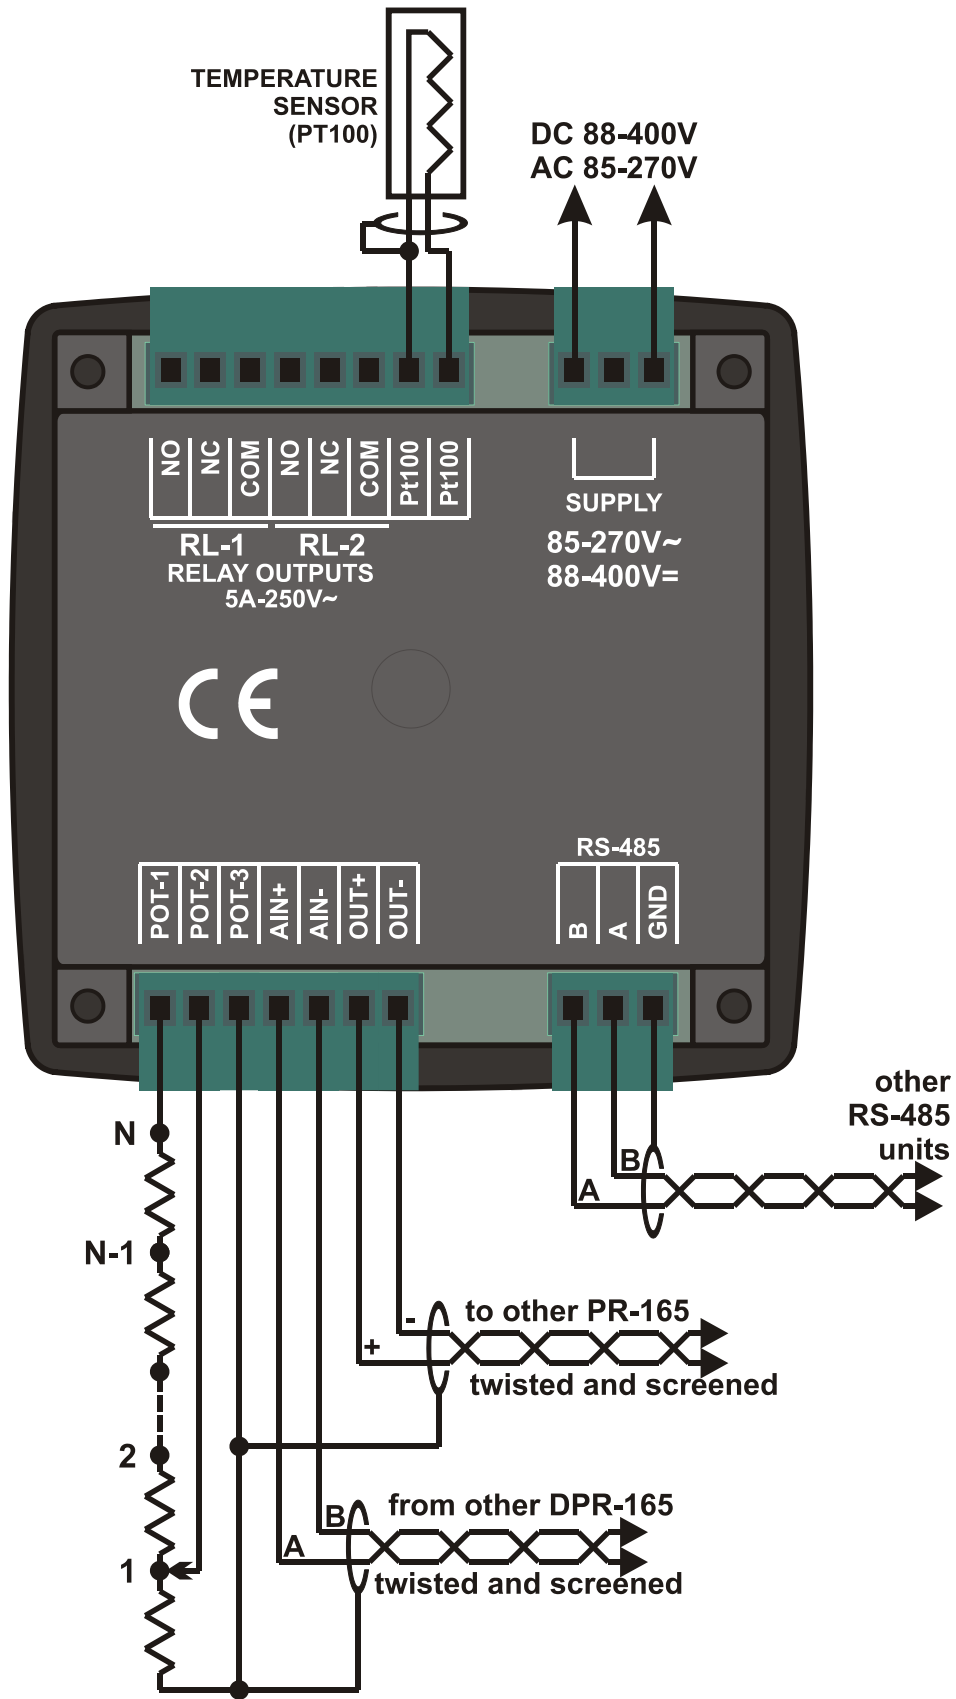 TEMPERATURE
SENSOR
(PT100)
DC 88-400V
AC 85-270V
NO
NC
COM
NO
NC
COM
Pt100
Pt100
RL-1
RL-2
RELAY OUTPUTS
5A-250V~
SUPPLY
85-270V~
88-400V=
CE
POT-1
POT-2
POT-3
AIN+
AIN-
OUT+
OUT-
RS-485
B
A
GND
other
RS-485
units
B
A
N
N-1
2
1
-
+
to other PR-165
twisted and screened
B
A
from other DPR-165
twisted and screened